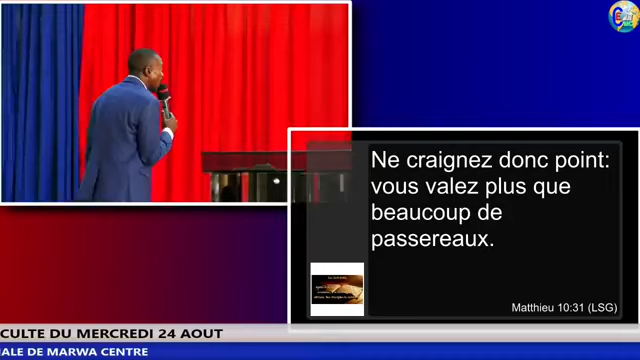 Ne craignez donc point:
vous valez plus que
beaucoup de
passereaux.
Matthieu 10:31 (LSG)
CULTE DU MERCREDI 24 AOUT
ALE DE MARWA CENTRE